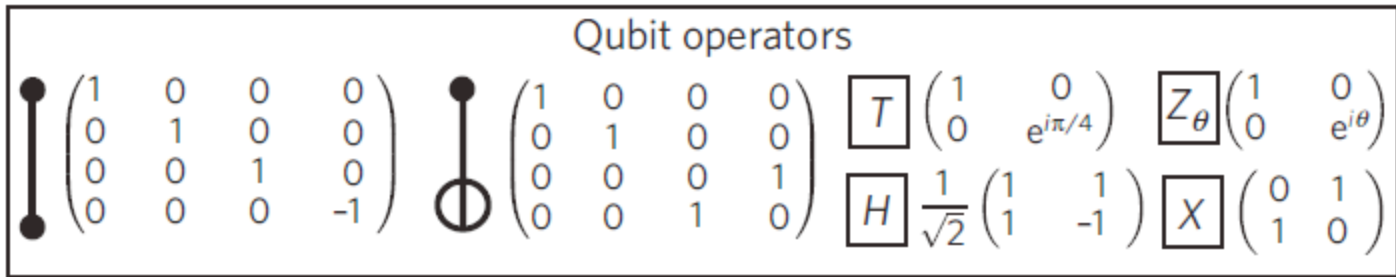 Qubit operators
1 0 0 0
0 1 0 0
0 0 1 0
0 0 0 -1
1 0 0 0
0 1 0 0
0 0 0 1
0 0 1 0
T
1 0
0 e^{iπ/4}
Z_θ
1 0
0 e^{iθ}
H
1/√2
1 1
1 -1
X
0 1
1 0